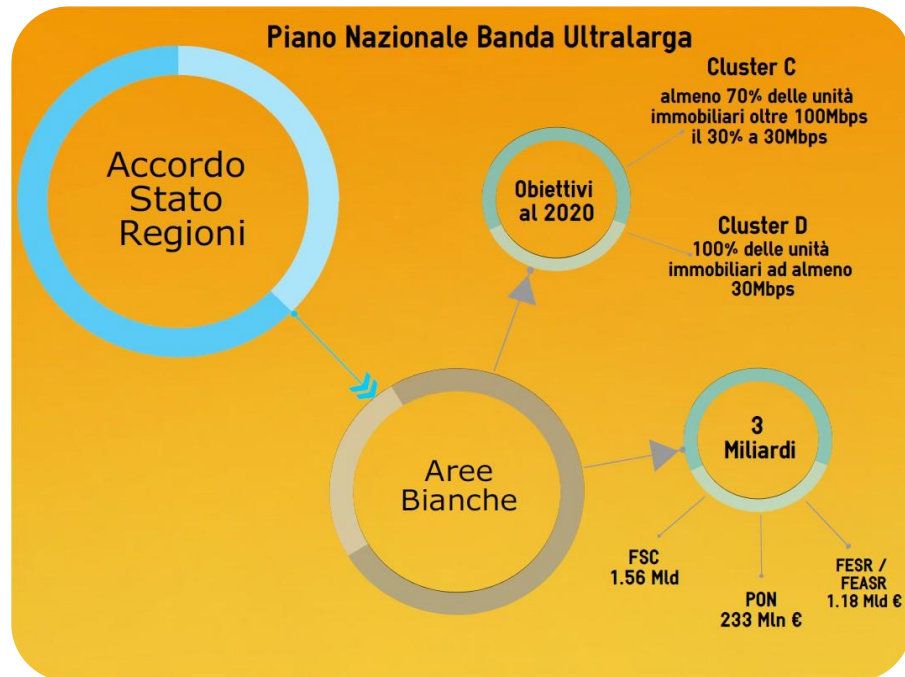 Piano Nazionale Banda Ultralarga
Accordo
Stato
Regioni
Cluster C
almeno 70% delle unità
immobiliari oltre 100Mbps
il 30% a 30Mbps
Obiettivi
al 2020
Cluster D
100% delle unità
immobiliari ad almeno
30Mbps
Aree
Bianche
3
Miliardi
FSC
1.56 Mld
PON
233 Mln €
FESR /
FEASR
1.18 Mld €